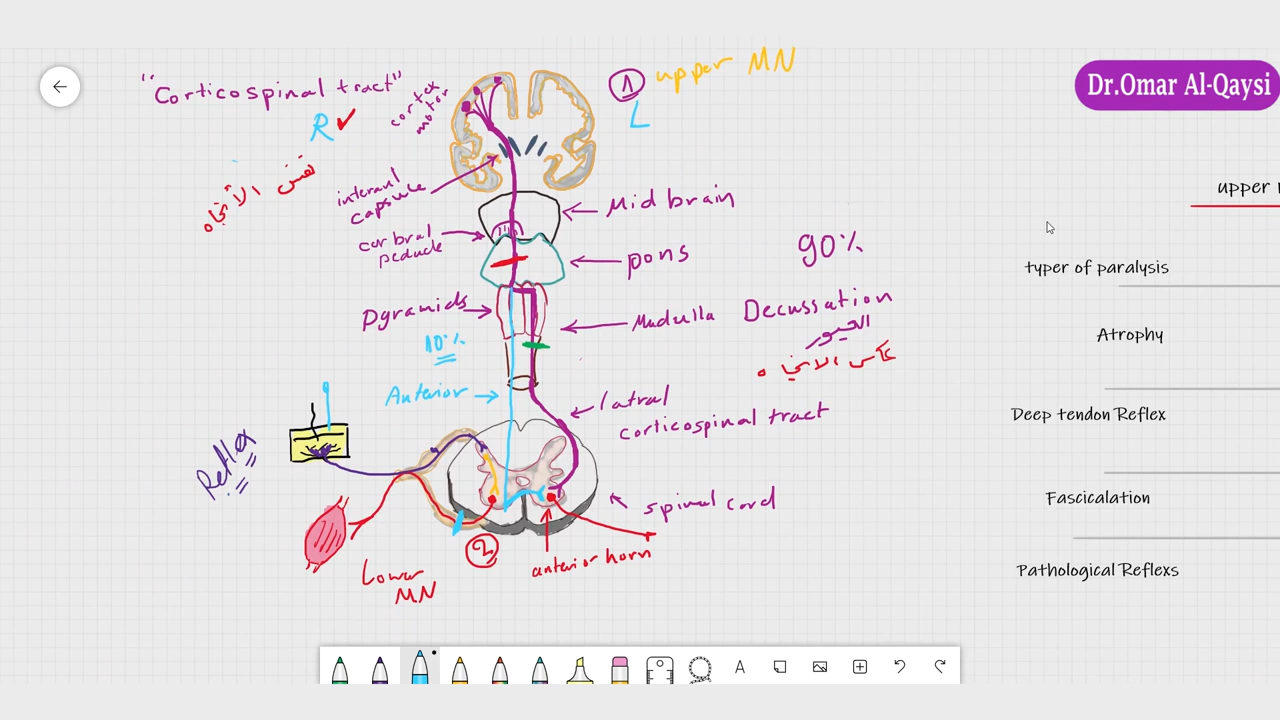 "Corticospinal tract"
R
نفس الاتجاه
cortex
motor
1 upper MN
L
Dr.Omar Al-Qaysi
internal
capsule
Mid brain
corbral
peduncle
pons
90%
Pyramids
Madulla
Decussation
العبور
عكس الاتجاه
10%
Anterior
latral
corticospinal tract
Reflex
spinal cord
2
anterior horn
Lower
MN
upper
typer of paralysis
Atrophy
Deep tendon Reflex
Fascicalation
Pathological Reflexs
A